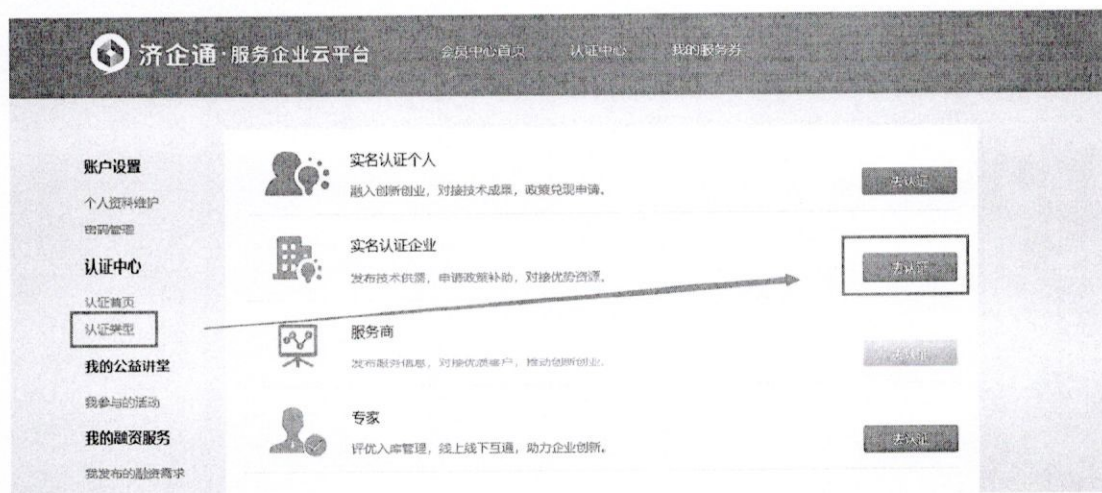 济企通·服务企业云平台
会员中心首页 认证中心 我的服务券
账户设置
个人资料维护
密码管理
认证中心
认证首页
认证类型
我的公益讲堂
我参与的活动
我的融资服务
我发布的融资需求
实名认证个人
融入创新创业，对接技术成果，政策兑现申请。
去认证
实名认证企业
发布技术供需，申请政策补助，对接优势资源。
去认证
服务商
发布服务信息，对接优质客户，推动创新创业。
去认证
专家
评优入库管理，线上线下互通，助力企业创新。
去认证